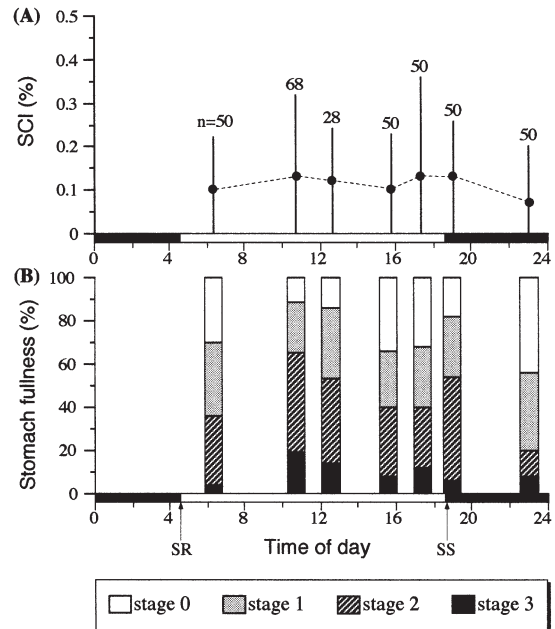 (A)
0.5
0.4
0.3
0.2
0.1
0
SCI (%)
n=50
68
28
50
50
50
50
0 4 8 12 16 20 24
(B)
100
80
60
40
20
0
Stomach fullness (%)
0 4 8 12 16 20 24
SR Time of day SS
stage 0 stage 1 stage 2 stage 3